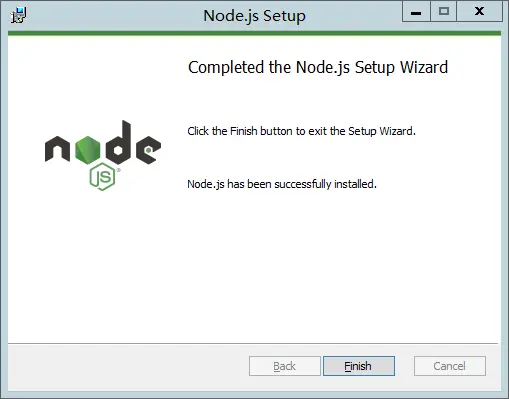 Node.js Setup
Completed the Node.js Setup Wizard
Click the Finish button to exit the Setup Wizard.
node
JS
Node.js has been successfully installed.
Back
Finish
Cancel